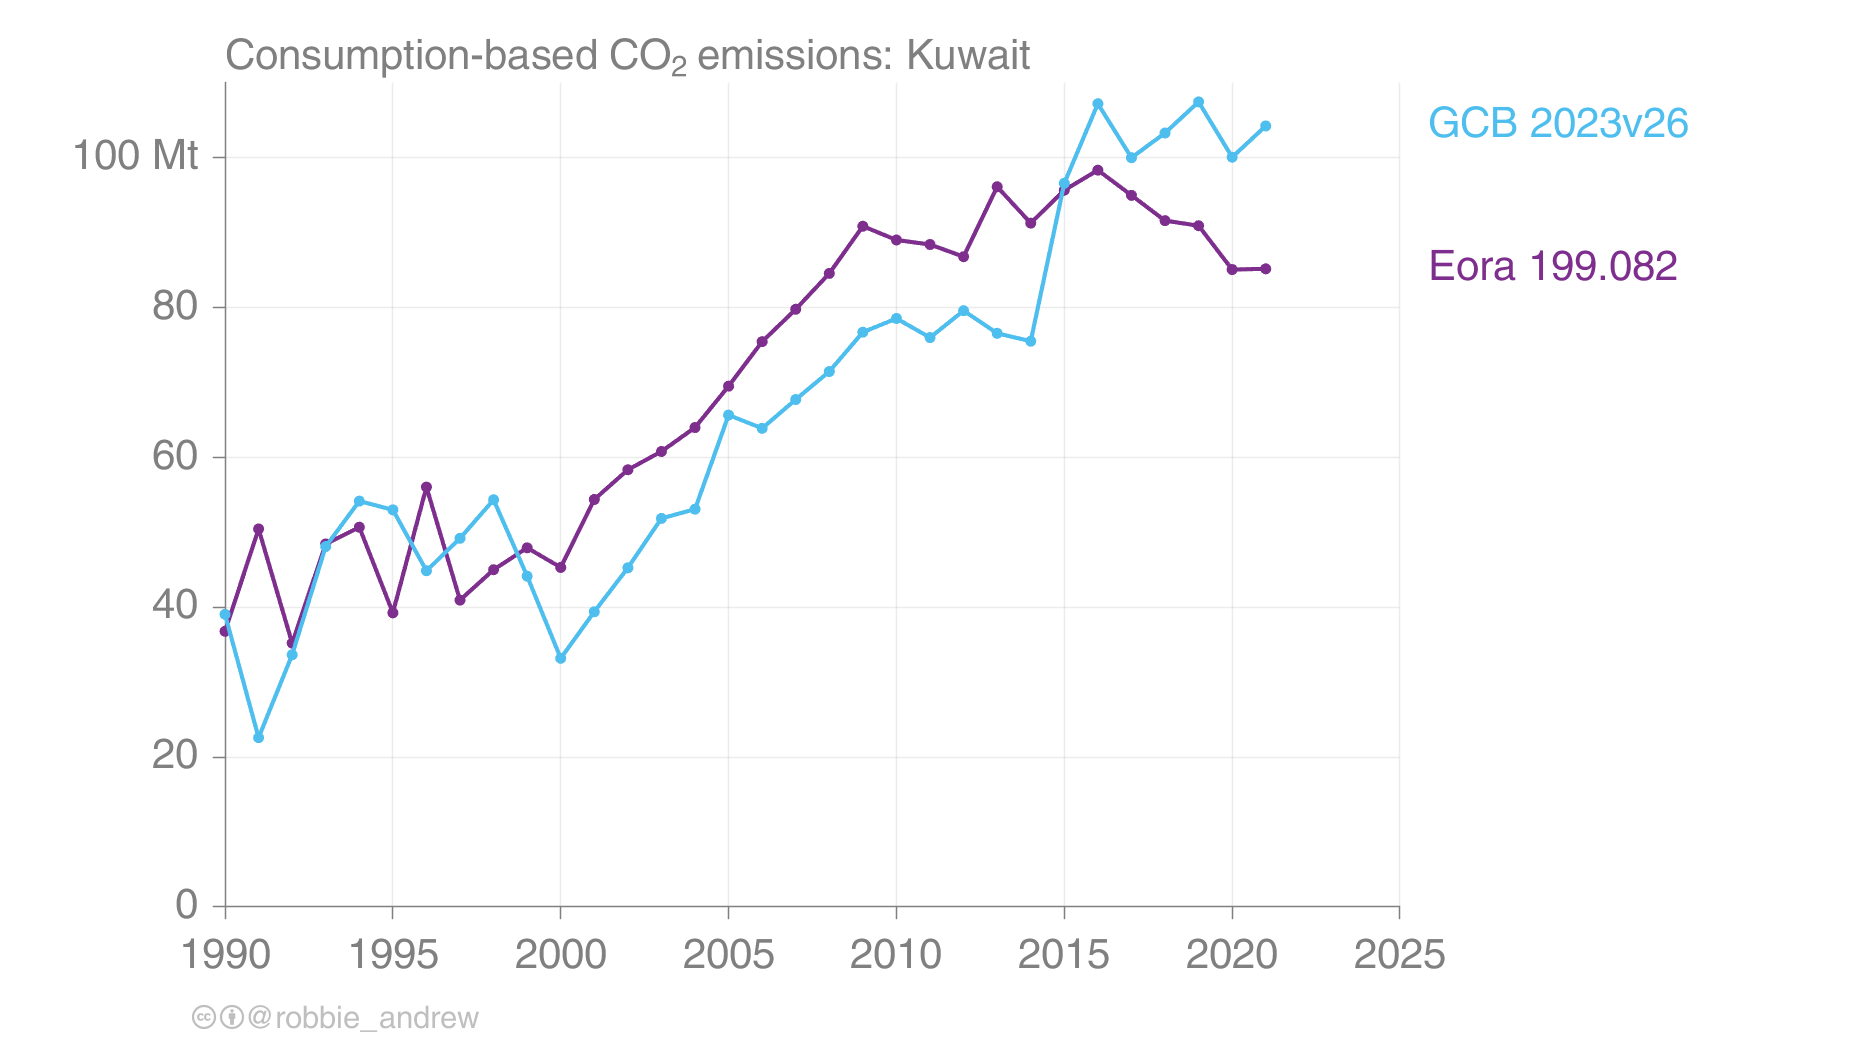 Consumption-based CO₂ emissions: Kuwait
100 Mt
80
60
40
20
0
1990 1995 2000 2005 2010 2015 2020 2025
GCB 2023v26
Eora 199.082
@robbie_andrew